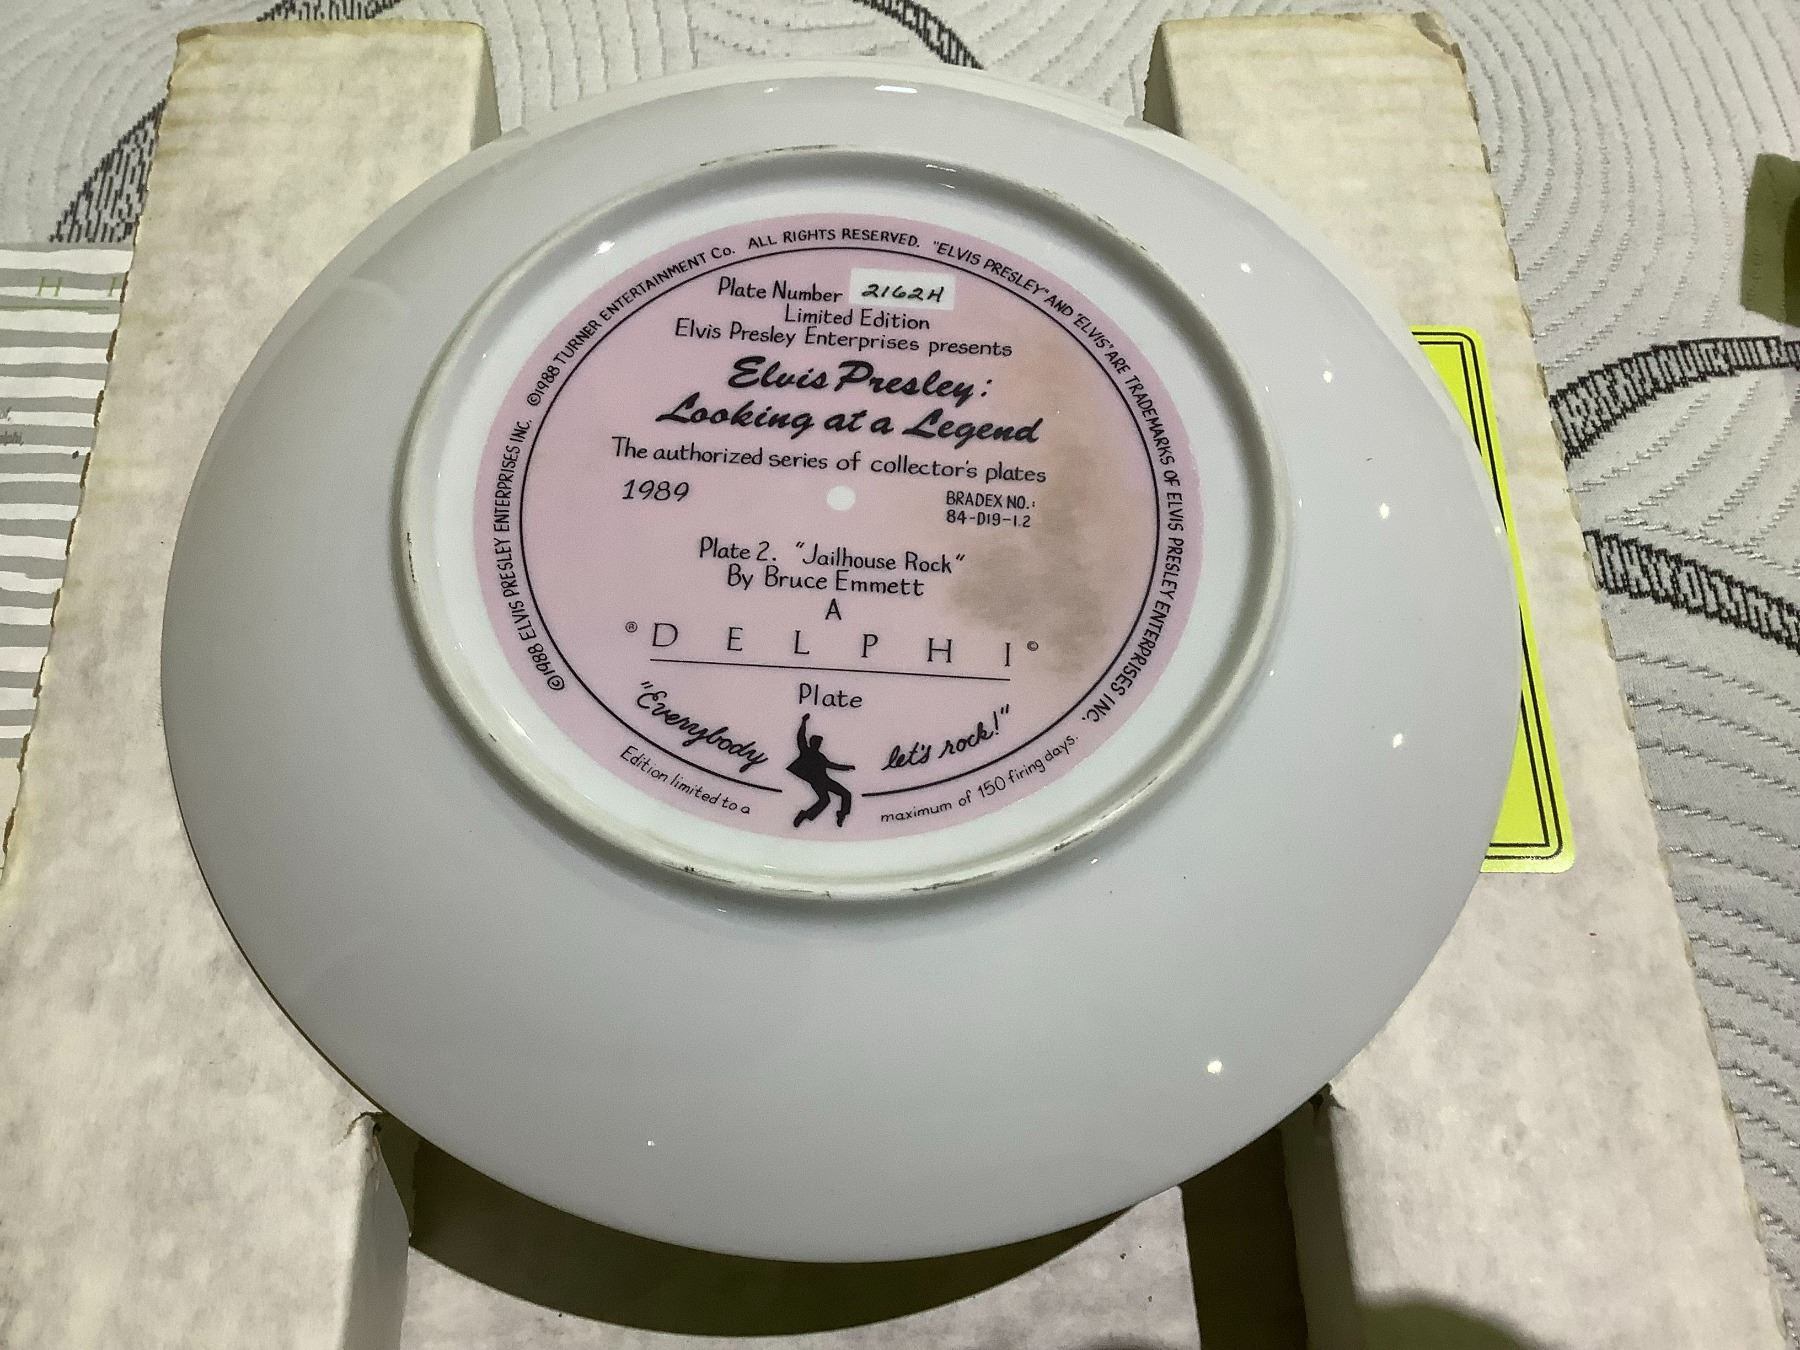 ©1988 ELVIS PRESLEY ENTERPRISES INC. ©1988 TURNER ENTERTAINMENT Co. ALL RIGHTS RESERVED. "ELVIS PRESLEY" AND 'ELVIS' ARE TRADEMARKS OF ELVIS PRESLEY ENTERPRISES INC.
Plate Number 2162H
Limited Edition
Elvis Presley Enterprises presents
Elvis Presley:
Looking at a Legend
The authorized series of collector's plates
1989
BRADEX NO.:
84-D19-1.2
Plate 2. "Jailhouse Rock"
By Bruce Emmett
A
® DELPHI ©
Plate
"Everybody let's rock!"
Edition limited to a maximum of 150 firing days.
H I